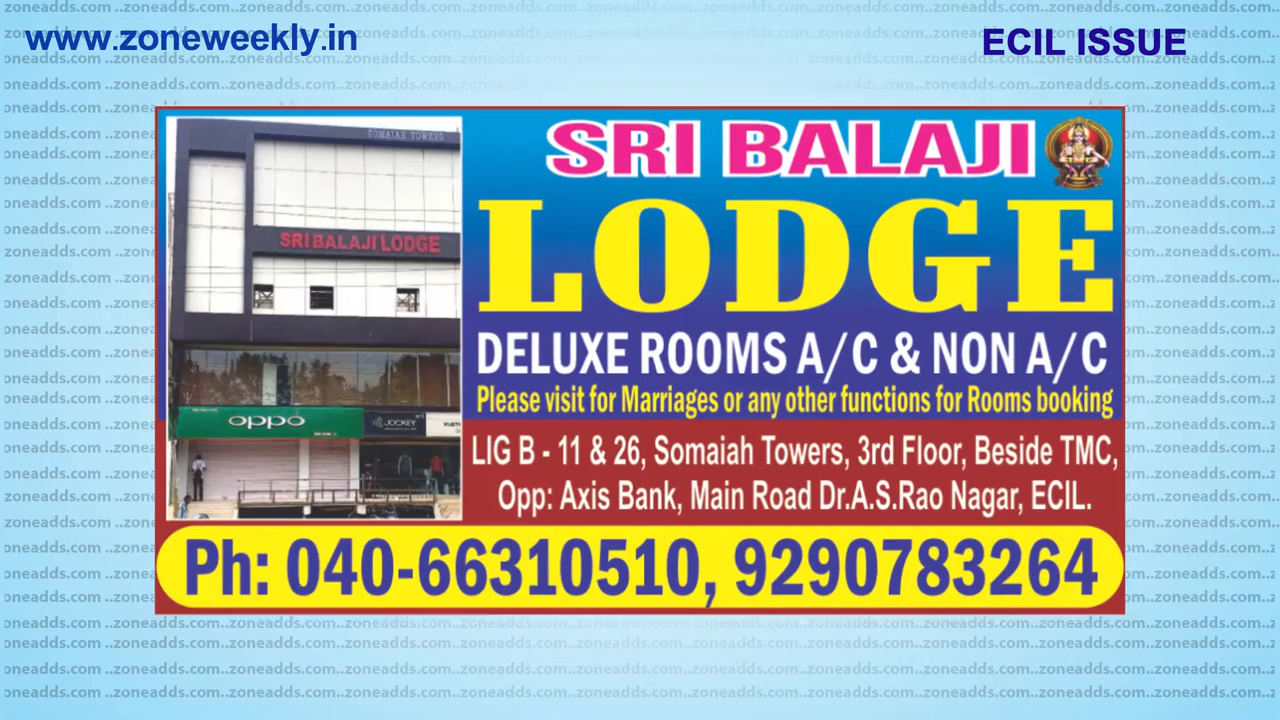 www.zoneweekly.in
ECIL ISSUE
SOMAIAH TOWERS
SRI BALAJI LODGE
oppo
JOCKEY
SRI BALAJI
LODGE
DELUXE ROOMS A/C & NON A/C
Please visit for Marriages or any other functions for Rooms booking
LIG B - 11 & 26, Somaiah Towers, 3rd Floor, Beside TMC,
Opp: Axis Bank, Main Road Dr.A.S.Rao Nagar, ECIL.
Ph: 040-66310510, 9290783264
zoneadds.com